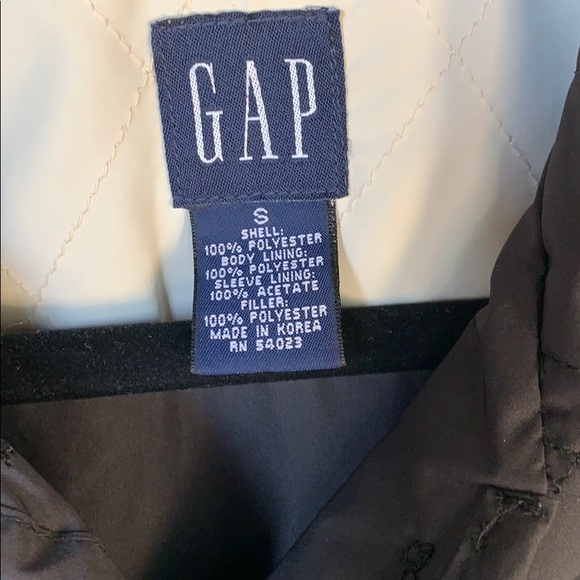 GAP
S
SHELL:
100% POLYESTER
BODY LINING:
100% POLYESTER
SLEEVE LINING:
100% ACETATE
FILLER:
100% POLYESTER
MADE IN KOREA
RN 54023